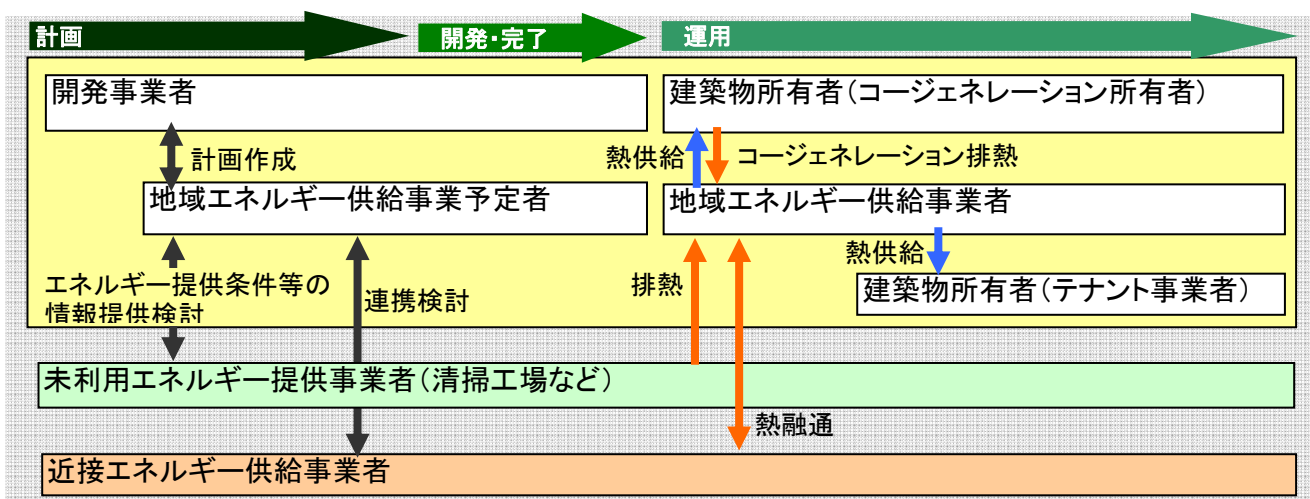 計画
開発・完了
運用
開発事業者
建築物所有者（コージェネレーション所有者）
計画作成
熱供給
コージェネレーション排熱
地域エネルギー供給事業予定者
地域エネルギー供給事業者
熱供給
エネルギー提供条件等の
情報提供検討
連携検討
排熱
建築物所有者（テナント事業者）
未利用エネルギー提供事業者（清掃工場など）
熱融通
近接エネルギー供給事業者